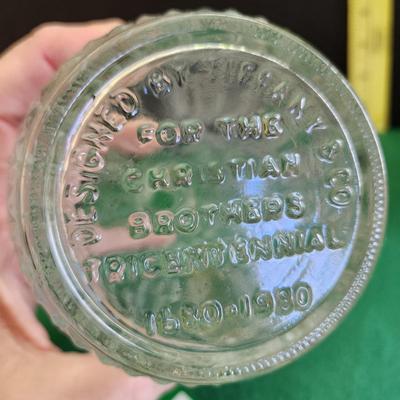 DESIGNED BY TIFFANY & CO
FOR THE
CHRISTIAN
BROTHERS
TRICENTENNIAL
1680•1980